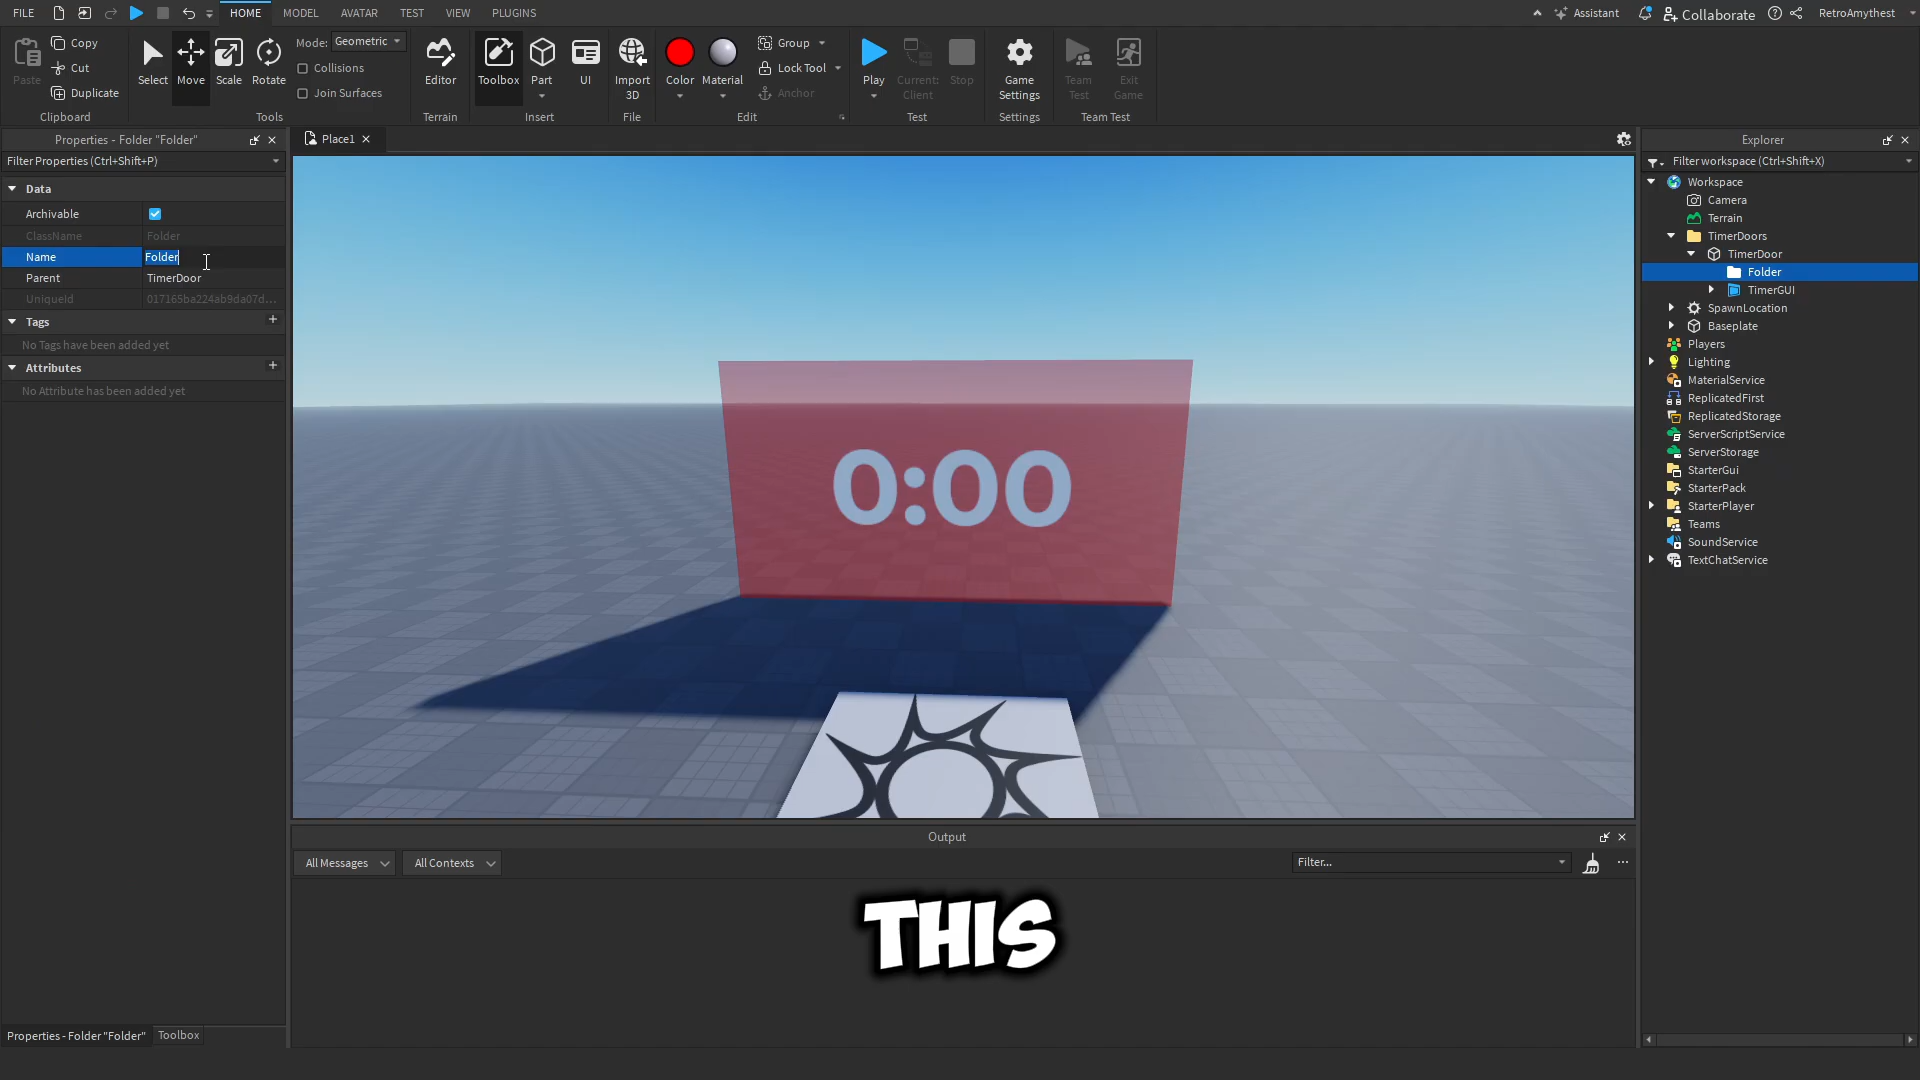 FILE HOME MODEL AVATAR TEST VIEW PLUGINS Assistant Collaborate RetroAmythest
Paste Copy Cut Duplicate Clipboard
Select Move Scale Rotate Mode: Geometric Collisions Join Surfaces Tools
Editor Terrain
Toolbox Part UI Insert
Import 3D File
Color Material Group Lock Tool Anchor Edit
Play Current: Client Stop Test
Game Settings Settings
Team Test Exit Game Team Test
Properties - Folder "Folder"
Filter Properties (Ctrl+Shift+P)
Data
Archivable
ClassName Folder
Name Folder
Parent TimerDoor
UniqueId 017165ba224ab9da07d...
Tags
No Tags have been added yet
Attributes
No Attribute has been added yet
Properties - Folder "Folder" Toolbox
Place1
0:00
Output
All Messages All Contexts Filter...
THIS
Explorer
Filter workspace (Ctrl+Shift+X)
Workspace
Camera
Terrain
TimerDoors
TimerDoor
Folder
TimerGUI
SpawnLocation
Baseplate
Players
Lighting
MaterialService
ReplicatedFirst
ReplicatedStorage
ServerScriptService
ServerStorage
StarterGui
StarterPack
StarterPlayer
Teams
SoundService
TextChatService